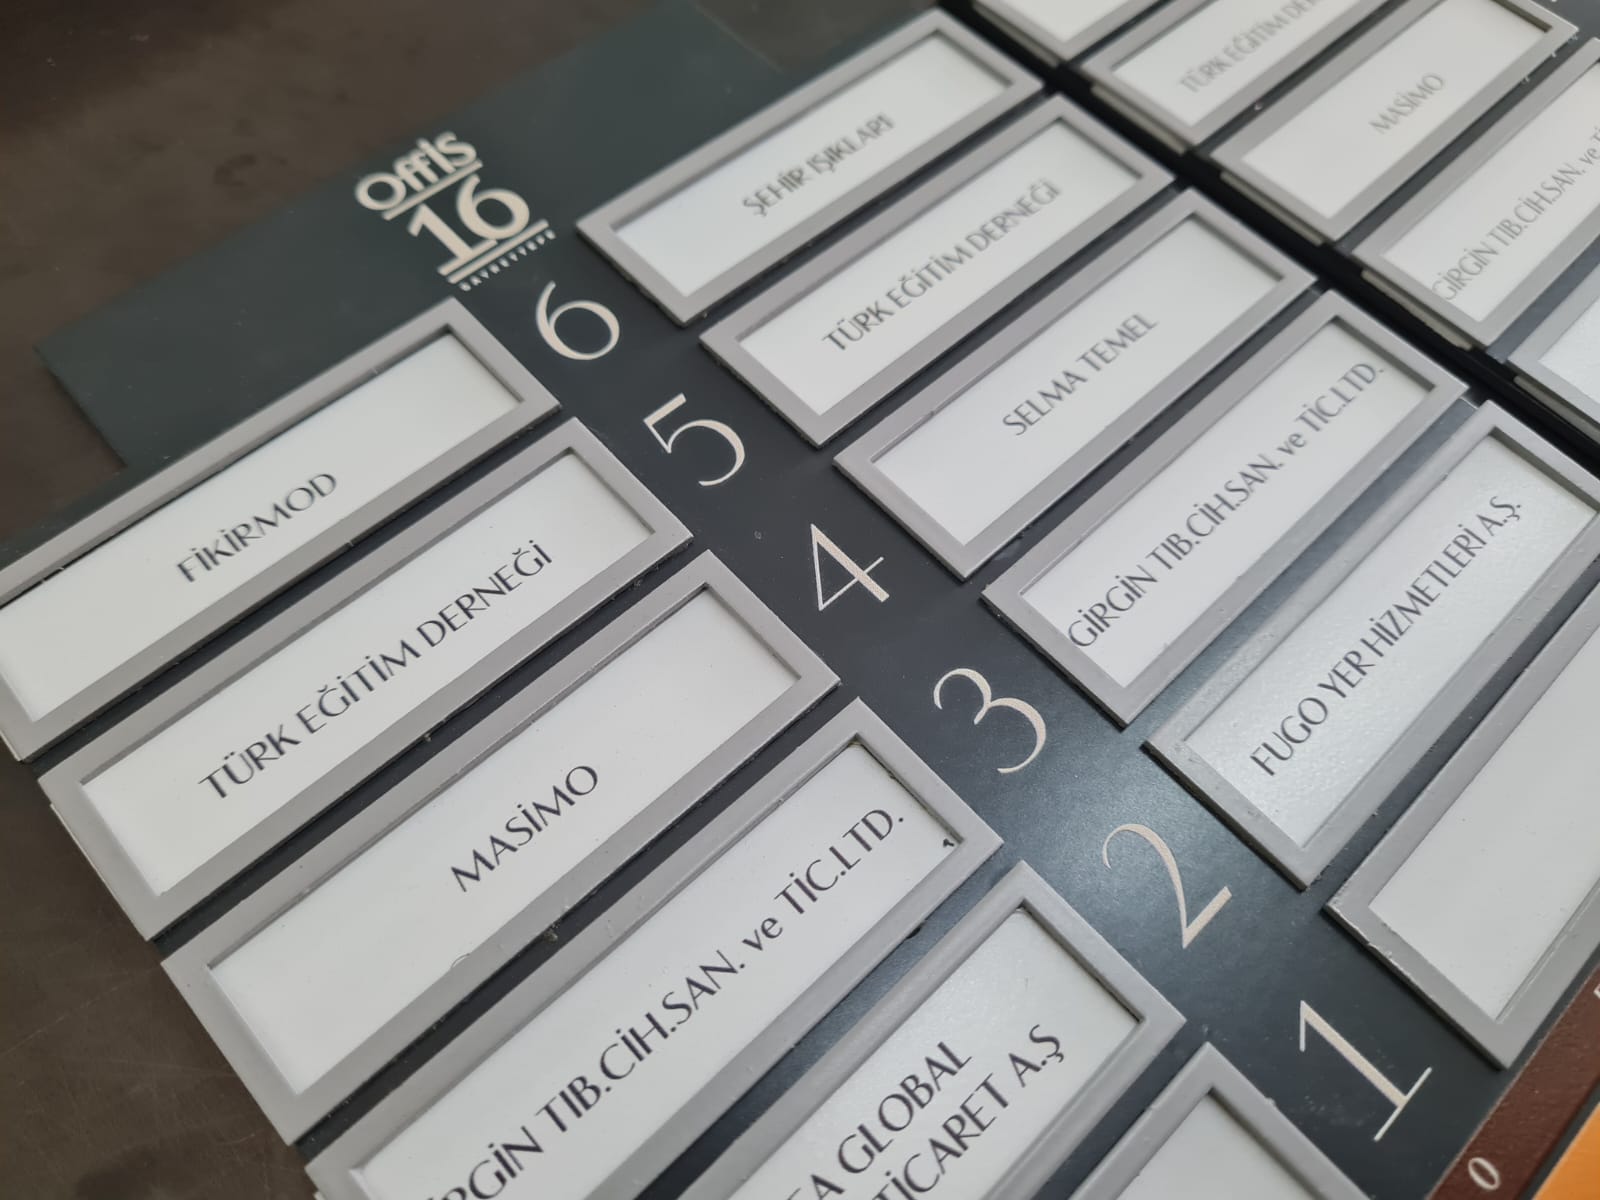 OffiS
16
GAYRETTEPE
FİKİRMOD
6
ŞEHİR IŞIKLARI
TÜRK EĞİTİM DERNEĞİ
5
TÜRK EĞİTİM DERNEĞİ
MASİMO
4
SELMA TEMEL
GİRGİN TIB.CİH.SAN. ve TİC.LTD.
3
GİRGİN TIB.CİH.SAN. ve TİC.LTD.
GLOBAL
TİCARET A.Ş
2
FUGO YER HİZMETLERİ A.Ş.
1
0
TÜRK EĞİTİM
MASİMO
GİRGİN TIB.CİH.SAN. ve